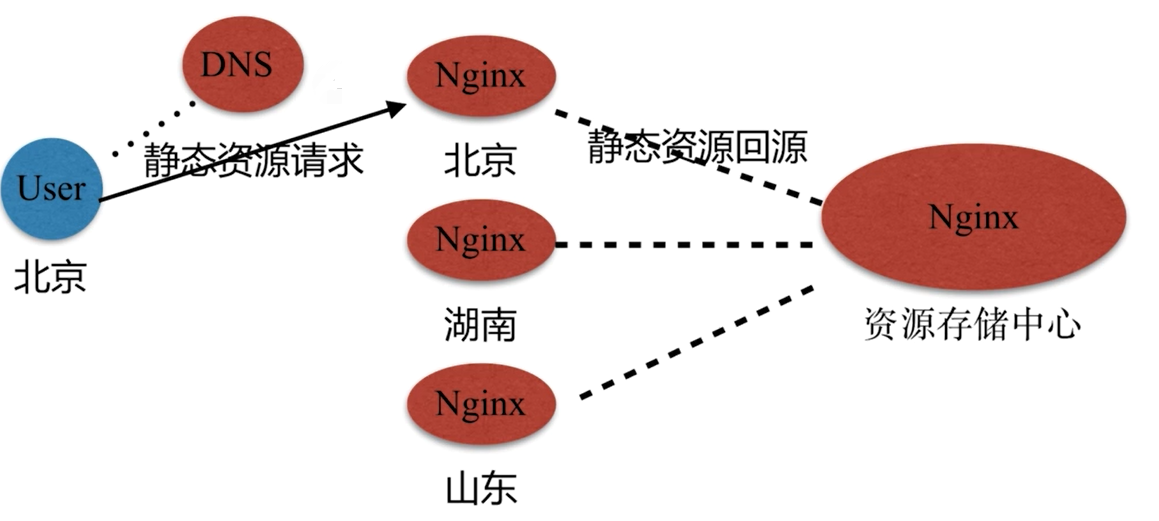 DNS
Nginx
静态资源请求
北京
静态资源回源
User
北京
Nginx
湖南
Nginx
山东
Nginx
资源存储中心